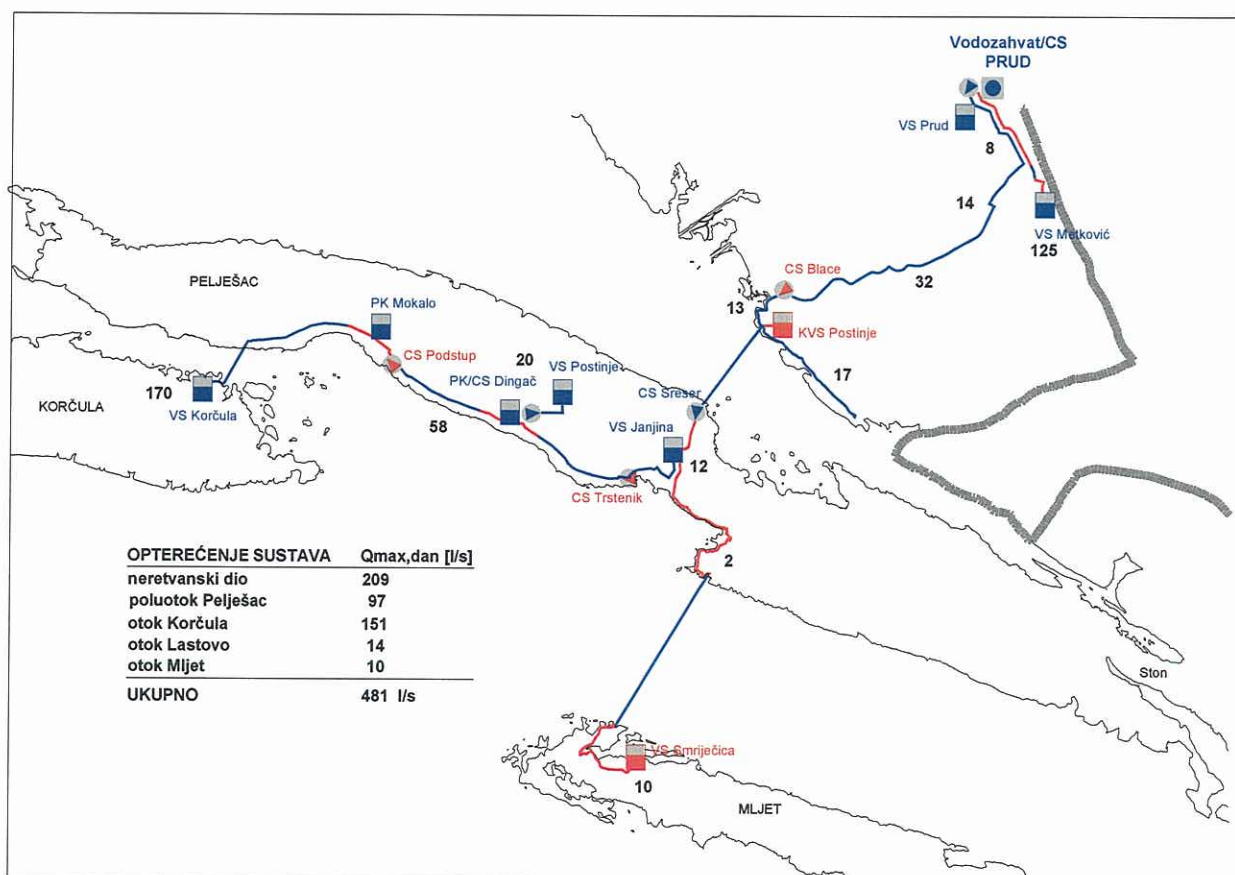 Vodozahvat/CS
PRUD
VS Prud
8
14
VS Metković
125
PELJEŠAC
CS Blace
32
13
PK Mokalo
KVS Postinje
CS Podstup
20
VS Postinje
17
170
PK/CS Dingač
CS Sreser
KORČULA
VS Korčula
58
VS Janjina
12
CS Trstenik
2
OPTEREĆENJE SUSTAVA Qmax,dan [l/s]
neretvanski dio 209
poluotok Pelješac 97
otok Korčula 151
otok Lastovo 14
otok Mljet 10
UKUPNO 481 l/s
Ston
VS Smriječica
10
MLJET